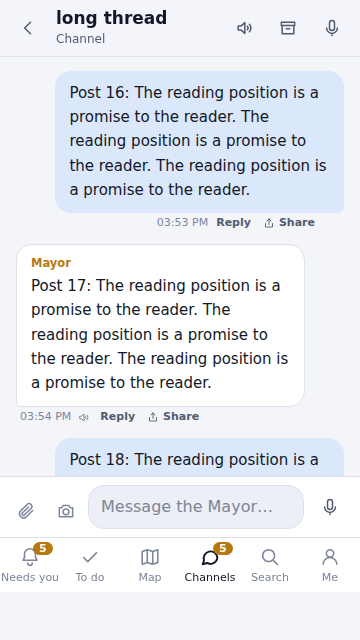 long thread
Channel
Post 16: The reading position is a
promise to the reader. The
reading position is a promise to
the reader. The reading position is
a promise to the reader.
03:53 PM Reply Share
Mayor
Post 17: The reading position is a
promise to the reader. The
reading position is a promise to
the reader. The reading position is
a promise to the reader.
03:54 PM Reply Share
Post 18: The reading position is a
Message the Mayor...
5 5
Needs you To do Map Channels Search Me